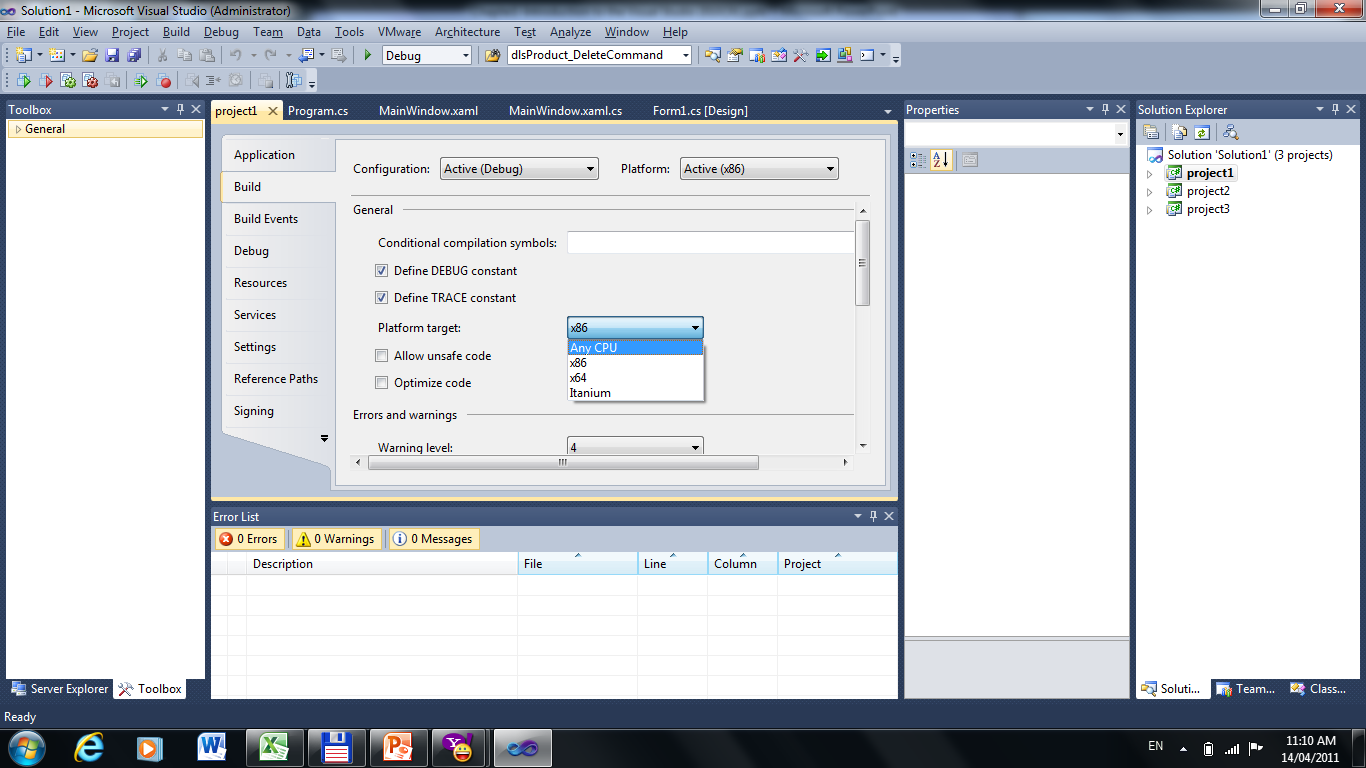 Solution1 - Microsoft Visual Studio (Administrator)
File Edit View Project Build Debug Team Data Tools VMware Architecture Test Analyze Window Help
Debug dlsProduct_DeleteCommand
Toolbox
General
project1 Program.cs MainWindow.xaml MainWindow.xaml.cs Form1.cs [Design]
Application
Build
Build Events
Debug
Resources
Services
Settings
Reference Paths
Signing
Configuration: Active (Debug) Platform: Active (x86)
General
Conditional compilation symbols:
Define DEBUG constant
Define TRACE constant
Platform target: x86
Any CPU
x86
x64
Itanium
Allow unsafe code
Optimize code
Errors and warnings
Warning level: 4
Error List
0 Errors 0 Warnings 0 Messages
Description File Line Column Project
Properties
Solution Explorer
Solution 'Solution1' (3 projects)
project1
project2
project3
Server Explorer Toolbox
Soluti... Team... Class...
Ready
EN
11:10 AM
14/04/2011